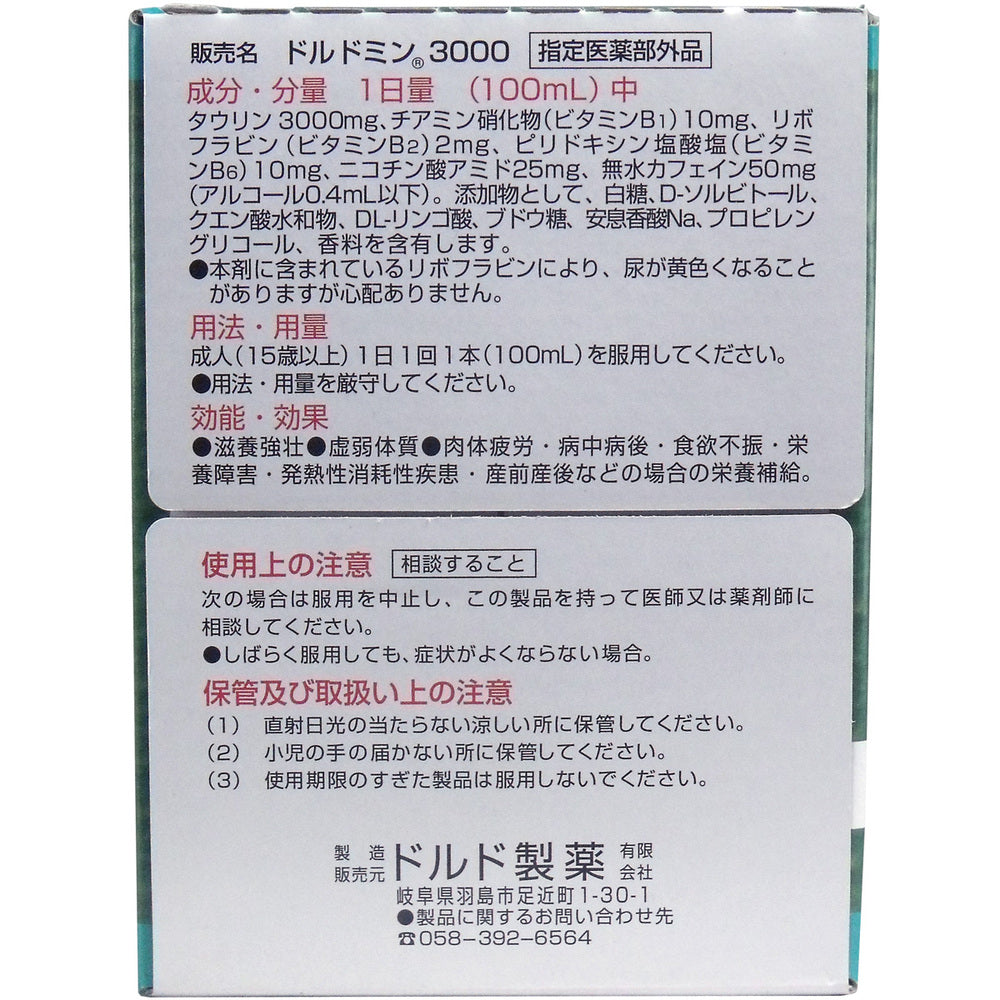 販売名 ドルドミン®3000 指定医薬部外品
成分・分量 1日量 (100mL)中
タウリン3000mg、チアミン硝化物(ビタミンB1)10mg、リボ
フラビン(ビタミンB2)2mg、ピリドキシン塩酸塩(ビタミ
ンB6)10mg、ニコチン酸アミド25mg、無水カフェイン50mg
(アルコール0.4mL以下)。添加物として、白糖、D-ソルビトール、
クエン酸水和物、DL-リンゴ酸、ブドウ糖、安息香酸Na、プロピレン
グリコール、香料を含有します。
●本剤に含まれているリボフラビンにより、尿が黄色くなること
がありますが心配ありません。
用法・用量
成人(15歳以上)1日1回1本(100mL)を服用してください。
●用法・用量を厳守してください。
効能・効果
●滋養強壮●虚弱体質●肉体疲労・病中病後・食欲不振・栄
養障害・発熱性消耗性疾患・産前産後などの場合の栄養補給。
使用上の注意 相談すること
次の場合は服用を中止し、この製品を持って医師又は薬剤師に
相談してください。
●しばらく服用しても、症状がよくならない場合。
保管及び取扱い上の注意
(1) 直射日光の当たらない涼しい所に保管してください。
(2) 小児の手の届かない所に保管してください。
(3) 使用期限のすぎた製品は服用しないでください。
製造販売元 ドルド製薬 有限会社
岐阜県羽島市足近町1-30-1
●製品に関するお問い合わせ先
☎058-392-6564